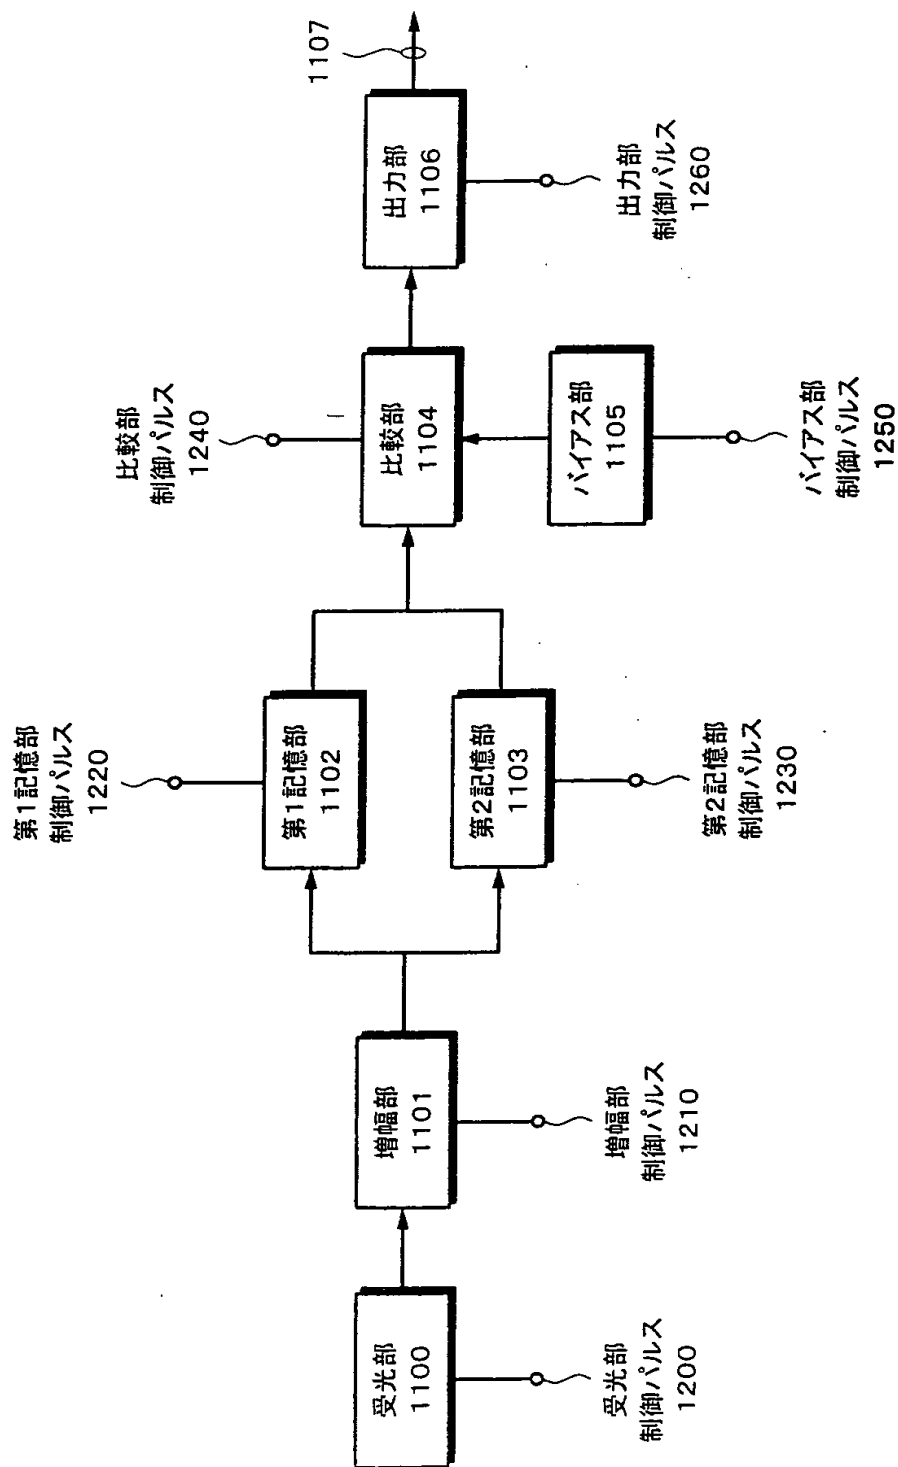 受光部
1100
受光部
制御パルス
1200
増幅部
1101
増幅部
制御パルス
1210
第1記憶部
制御パルス
1220
第1記憶部
1102
第2記憶部
1103
第2記憶部
制御パルス
1230
比較部
制御パルス
1240
比較部
1104
バイアス部
1105
バイアス部
制御パルス
1250
出力部
1106
出力部
制御パルス
1260
1107